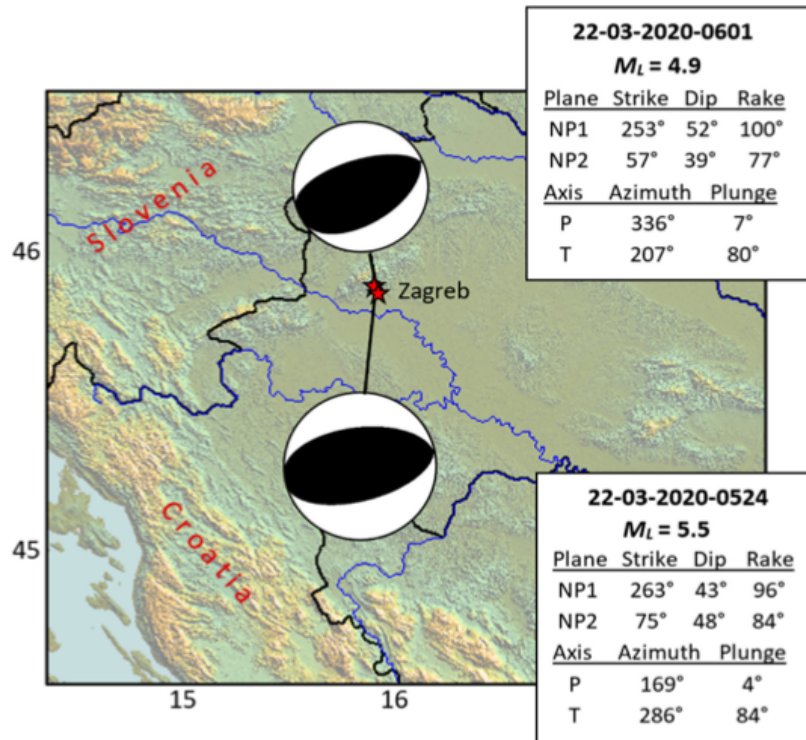 22-03-2020-0601
ML = 4.9
Plane Strike Dip Rake
NP1 253° 52° 100°
NP2 57° 39° 77°
Axis Azimuth Plunge
P 336° 7°
T 207° 80°
Slovenia
46
Zagreb
Croatia
45
15 16
22-03-2020-0524
ML = 5.5
Plane Strike Dip Rake
NP1 263° 43° 96°
NP2 75° 48° 84°
Axis Azimuth Plunge
P 169° 4°
T 286° 84°